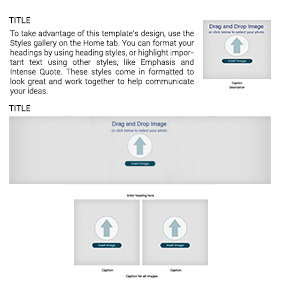 TITLE
To take advantage of this template's design, use the
Styles gallery on the Home tab. You can format your
headings by using heading styles, or highlight impor-
tant text using other styles, like Emphasis and
Intense Quote. These styles come in formatted to
look great and work together to help communicate
your ideas.
Drag and Drop Image
or click below to select your photo
Insert Image
Caption
Description
TITLE
Drag and Drop Image
or click below to select your photo
Insert Image
Enter heading here
Insert Image
Insert Image
Caption
Caption
Caption for all images